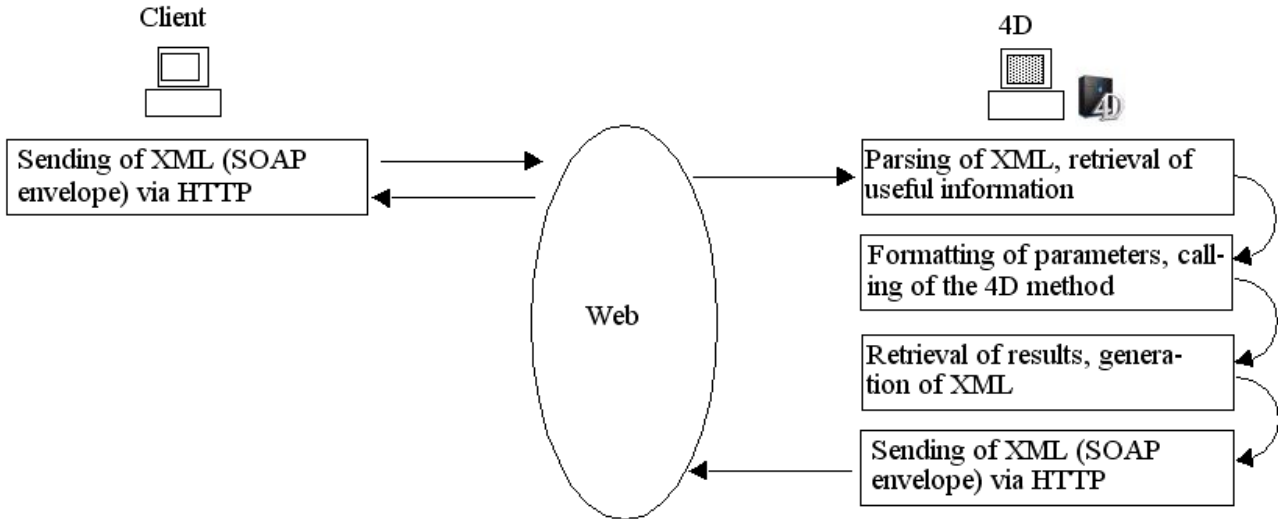 Client
4D
4D
Sending of XML (SOAP
envelope) via HTTP
Web
Parsing of XML, retrieval of
useful information
Formatting of parameters, call-
ing of the 4D method
Retrieval of results, genera-
tion of XML
Sending of XML (SOAP
envelope) via HTTP